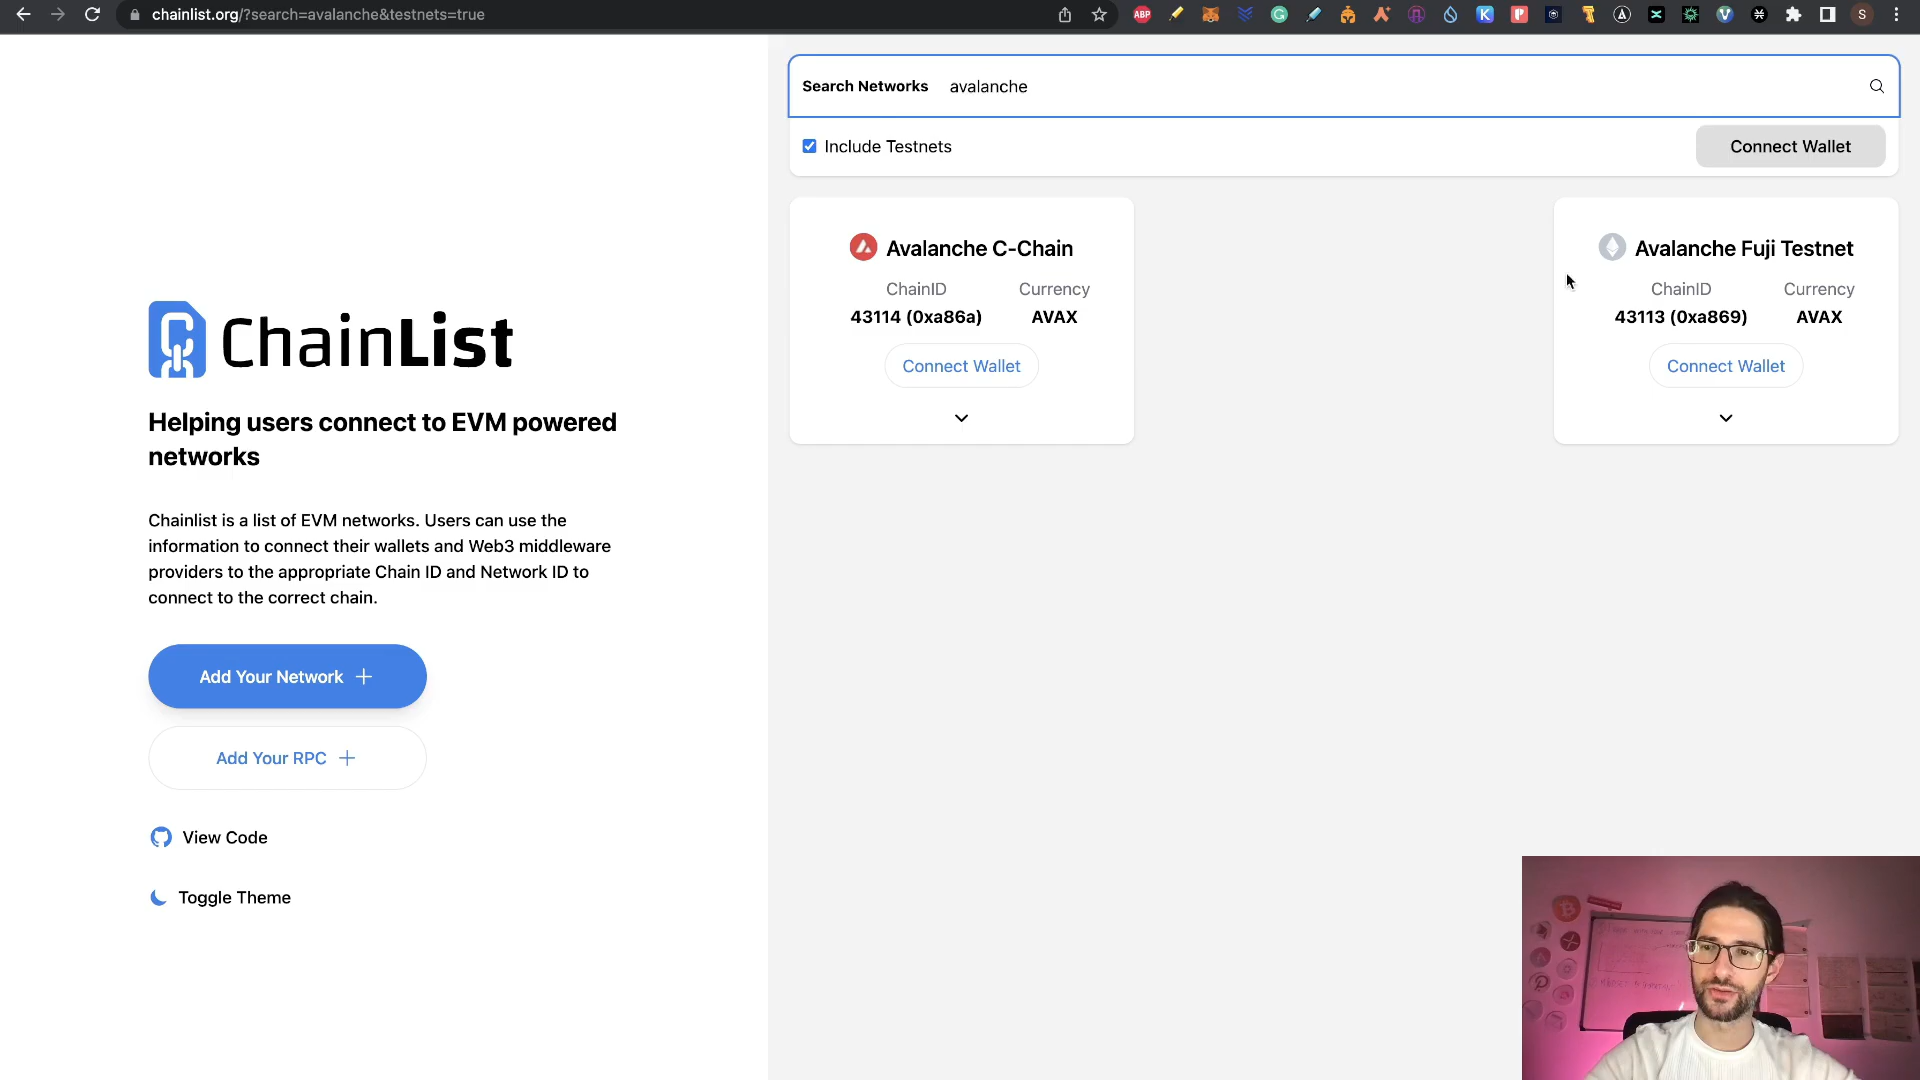 chainlist.org/?search=avalanche&testnets=true
ABP
K
S
Search Networks avalanche
Include Testnets
Connect Wallet
ChainList
Helping users connect to EVM powered
networks
Chainlist is a list of EVM networks. Users can use the
information to connect their wallets and Web3 middleware
providers to the appropriate Chain ID and Network ID to
connect to the correct chain.
Add Your Network
Add Your RPC
View Code
Toggle Theme
Avalanche C-Chain
ChainID Currency
43114 (0xa86a) AVAX
Connect Wallet
Avalanche Fuji Testnet
ChainID Currency
43113 (0xa869) AVAX
Connect Wallet